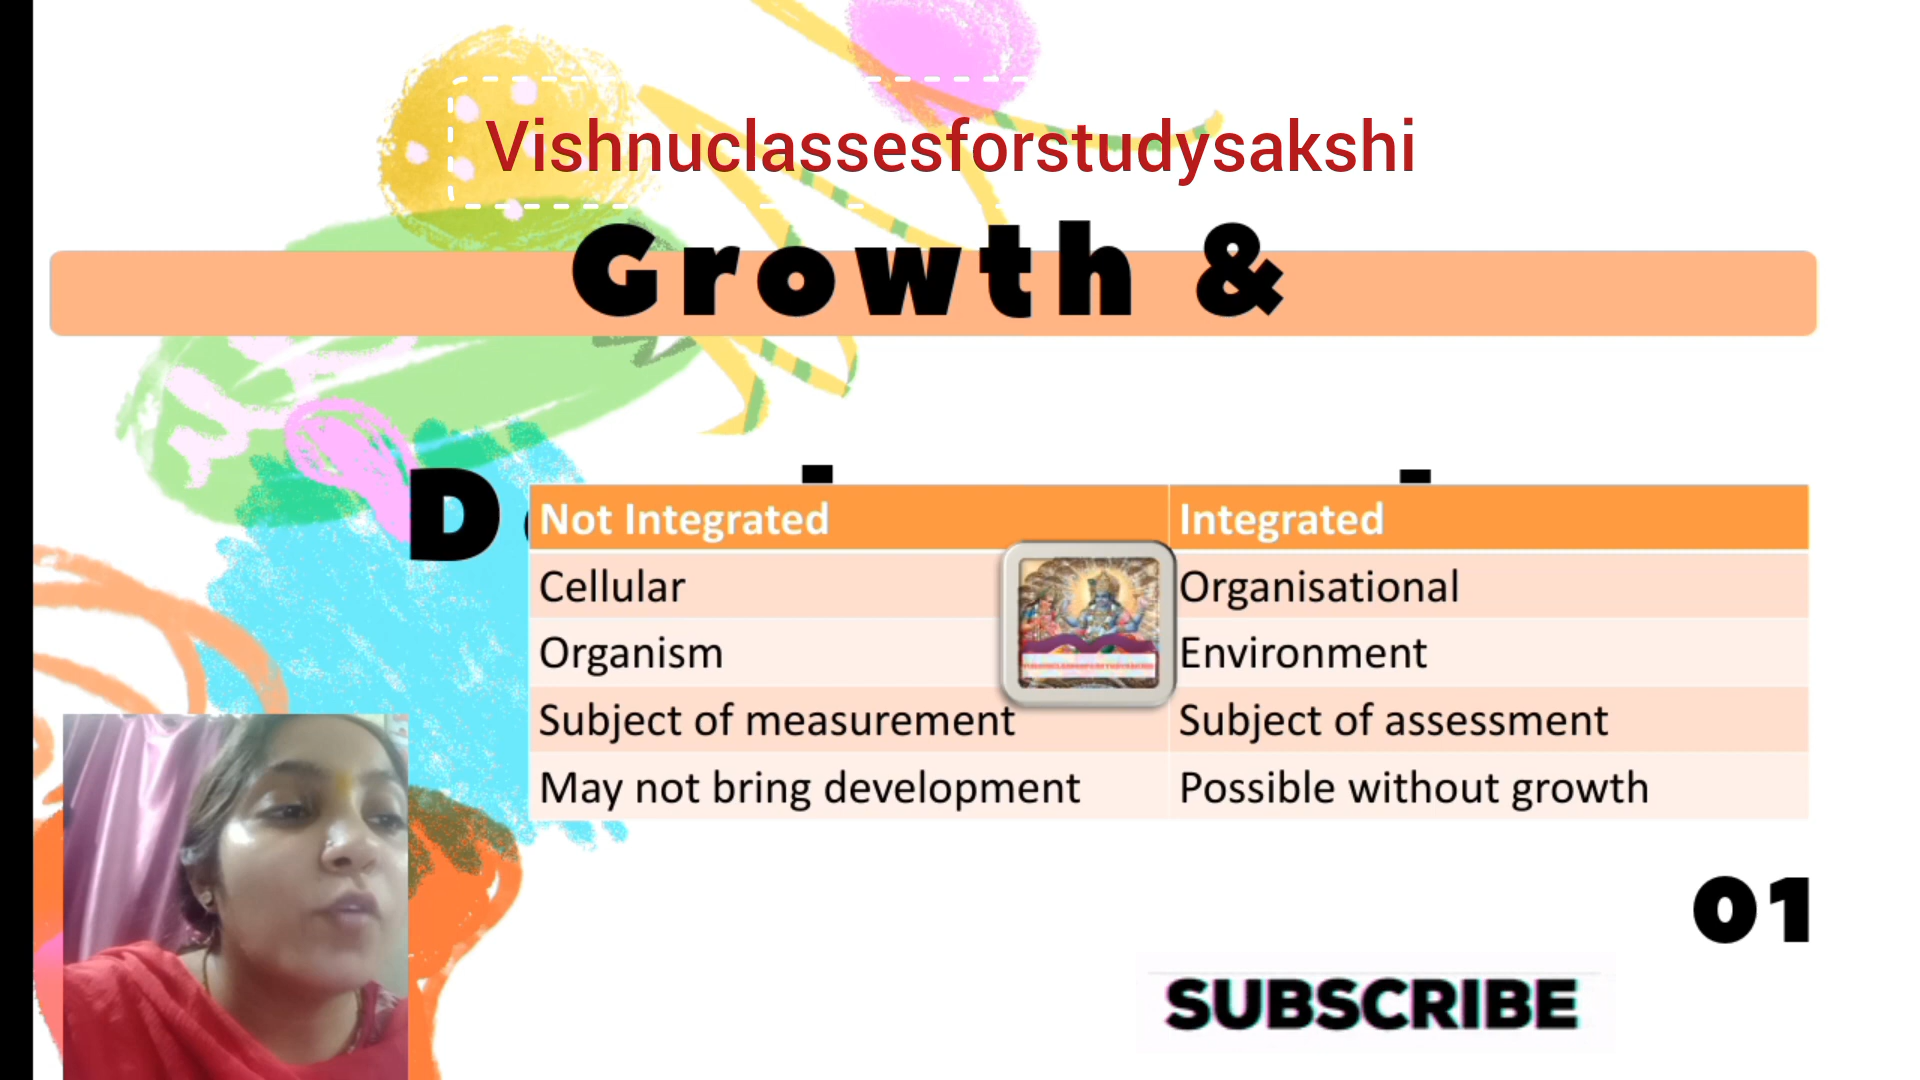 Vishnuclassesforstudysakshi
Growth &
D
Not Integrated Integrated
Cellular Organisational
Organism Environment
Subject of measurement Subject of assessment
May not bring development Possible without growth
01
SUBSCRIBE